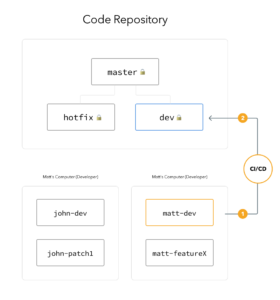 Code Repository
master
hotfix
dev
2
CI/CD
Matt's Computer (Developer)
Matt's Computer (Developer)
john-dev
matt-dev
1
john-patch1
matt-featureX